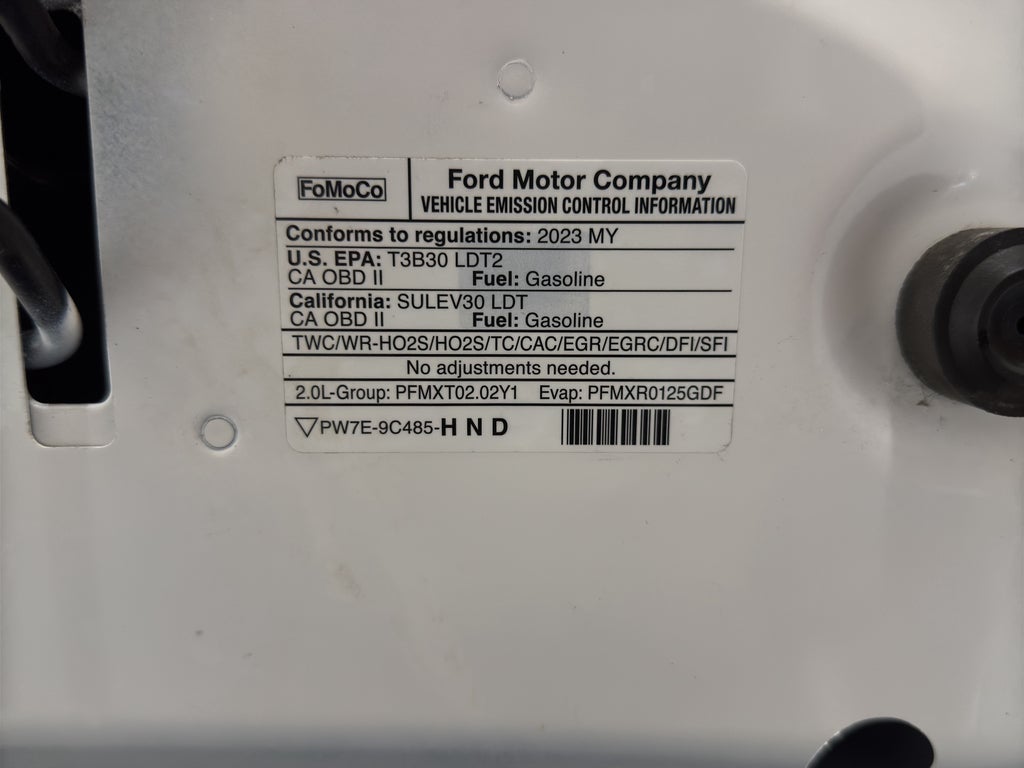 FoMoCo
Ford Motor Company
VEHICLE EMISSION CONTROL INFORMATION
Conforms to regulations: 2023 MY
U.S. EPA: T3B30 LDT2
CA OBD II Fuel: Gasoline
California: SULEV30 LDT
CA OBD II Fuel: Gasoline
TWC/WR-HO2S/HO2S/TC/CAC/EGR/EGRC/DFI/SFI
No adjustments needed.
2.0L-Group: PFMXT02.02Y1 Evap: PFMXR0125GDF
PW7E-9C485-HND